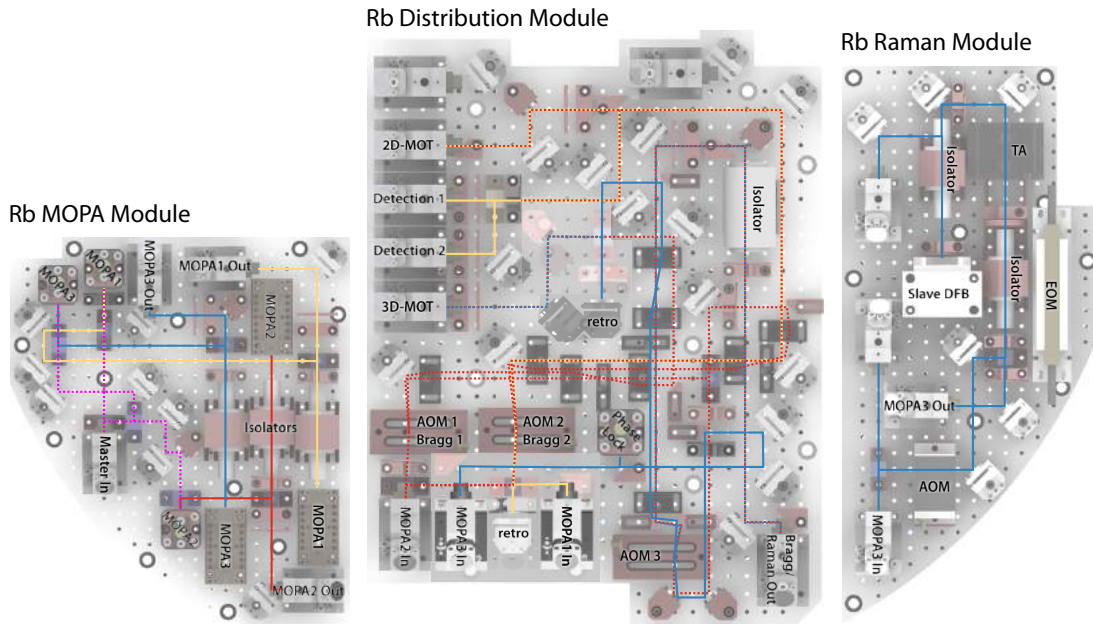 Rb MOPA Module
MOPA3
MOPA1
MOPA3 Out
MOPA1 Out
MOPA2
Isolators
Master In
MOPA2
MOPA3
MOPA1
MOPA2 Out
Rb Distribution Module
2D-MOT
Detection 1
Detection 2
3D-MOT
retro
Isolator
AOM 1
Bragg 1
AOM 2
Bragg 2
Phase
Lock
MOPA2 In
MOPA3 In
retro
MOPA1 In
AOM 3
Bragg/
Raman Out
Rb Raman Module
Isolator
TA
Slave DFB
Isolator
EOM
MOPA3 Out
AOM
MOPA3 In